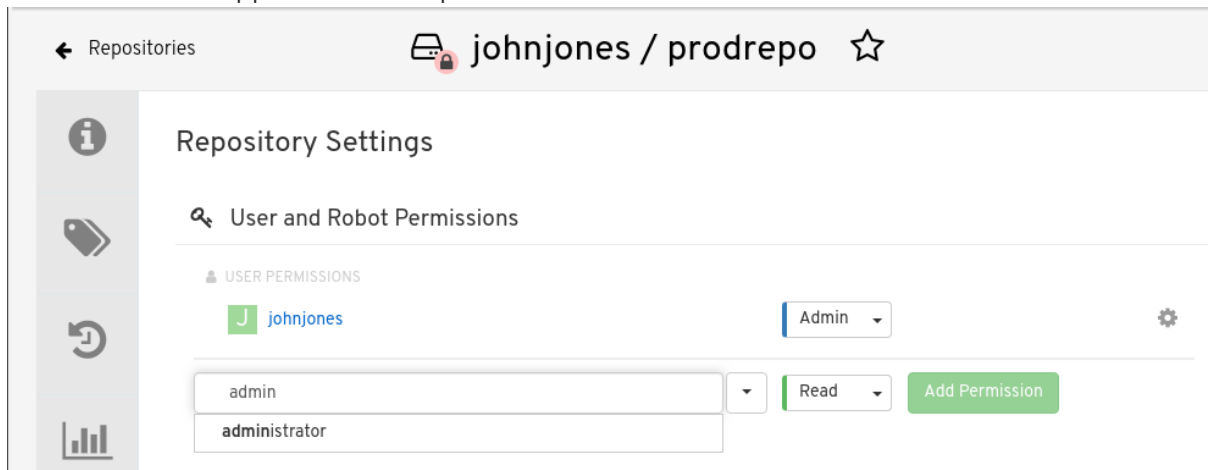 Repositories
johnjones / prodrepo
Repository Settings
User and Robot Permissions
USER PERMISSIONS
J johnjones Admin
admin Read Add Permission
administrator